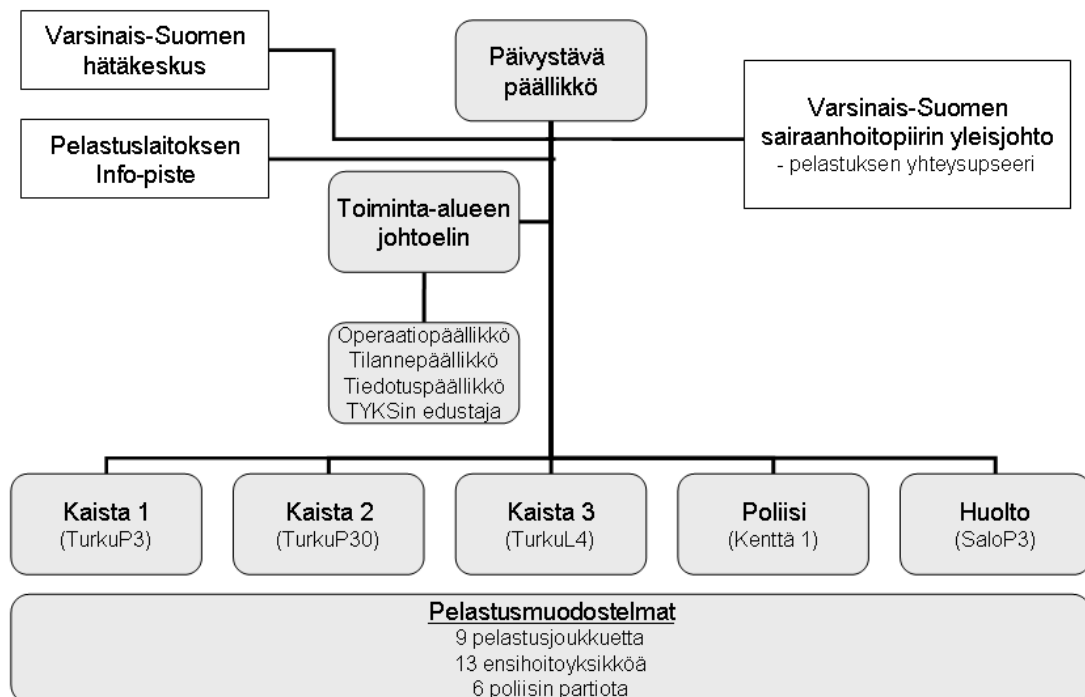 Varsinais-Suomen
hätäkeskus
Päivystävä
päällikkö
Varsinais-Suomen
sairaanhoitopiirin yleisjohto
- pelastuksen yhteysupseeri
Pelastuslaitoksen
Info-piste
Toiminta-alueen
johtoelin
Operaatiopäällikkö
Tilannepäällikkö
Tiedotuspäällikkö
TYKSin edustaja
Kaista 1
(TurkuP3)
Kaista 2
(TurkuP30)
Kaista 3
(TurkuL4)
Poliisi
(Kenttä 1)
Huolto
(SaloP3)
Pelastusmuodostelmat
9 pelastusjoukkuetta
13 ensihoitoyksikköä
6 poliisin partiota